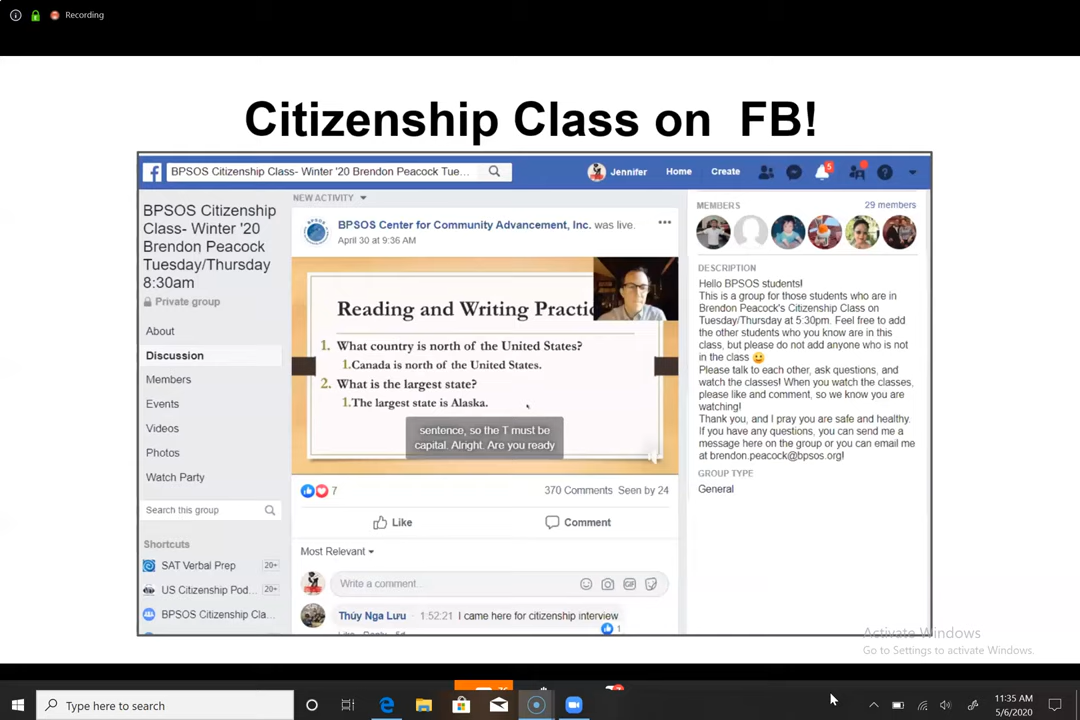 Recording
Citizenship Class on FB!
BPSOS Citizenship Class- Winter '20 Brendon Peacock Tue...
Jennifer
Home
Create
5
BPSOS Citizenship
Class- Winter '20
Brendon Peacock
Tuesday/Thursday
8:30am
Private group
About
Discussion
Members
Events
Videos
Photos
Watch Party
Search this group
Shortcuts
SAT Verbal Prep
20+
US Citizenship Pod...
20+
BPSOS Citizenship Cla...
NEW ACTIVITY
BPSOS Center for Community Advancement, Inc. was live.
April 30 at 9:36 AM
Reading and Writing Practic
1. What country is north of the United States?
1.Canada is north of the United States.
2. What is the largest state?
1.The largest state is Alaska.
sentence, so the T must be
capital. Alright. Are you ready
7
370 Comments Seen by 24
Like
Comment
Most Relevant
Write a comment...
GIF
Thúy Nga Lưu · 1:52:21 I came here for citizenship interview
1
Like · Reply · 5d
MEMBERS
29 members
DESCRIPTION
Hello BPSOS students!
This is a group for those students who are in
Brendon Peacock's Citizenship Class on
Tuesday/Thursday at 5:30pm. Feel free to add
the other students who you know are in this
class, but please do not add anyone who is not
in the class
Please talk to each other, ask questions, and
watch the classes! When you watch the classes,
please like and comment, so we know you are
watching!
Thank you, and I pray you are safe and healthy.
If you have any questions, you can send me a
message here on the group or you can email me
at brendon.peacock@bpsos.org!
GROUP TYPE
General
Activate Windows
Go to Settings to activate Windows.
Type here to search
11:35 AM
5/6/2020